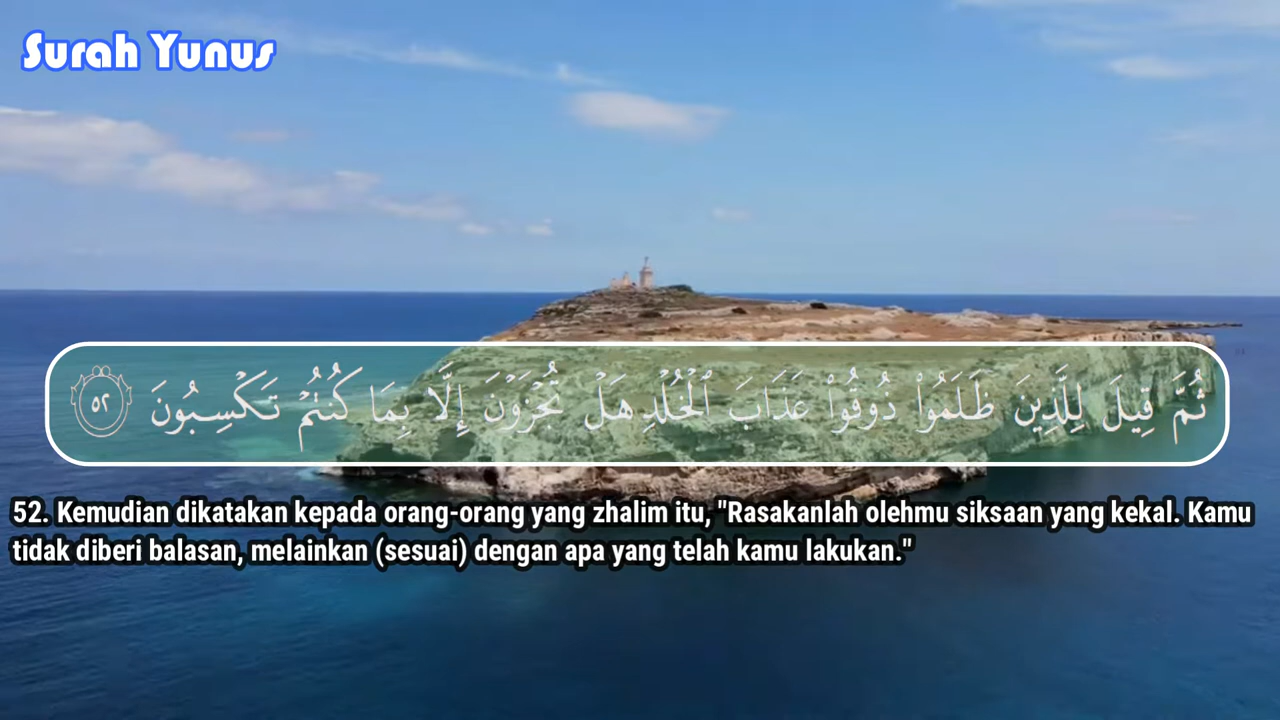 Surah Yunus
ثُمَّ قِيلَ لِلَّذِينَ ظَلَمُوا۟ ذُوقُوا۟ عَذَابَ ٱلْخُلْدِ هَلْ تُجْزَوْنَ إِلَّا بِمَا كُنتُمْ تَكْسِبُونَ ٥٢
52. Kemudian dikatakan kepada orang-orang yang zhalim itu, "Rasakanlah olehmu siksaan yang kekal. Kamu
tidak diberi balasan, melainkan (sesuai) dengan apa yang telah kamu lakukan."